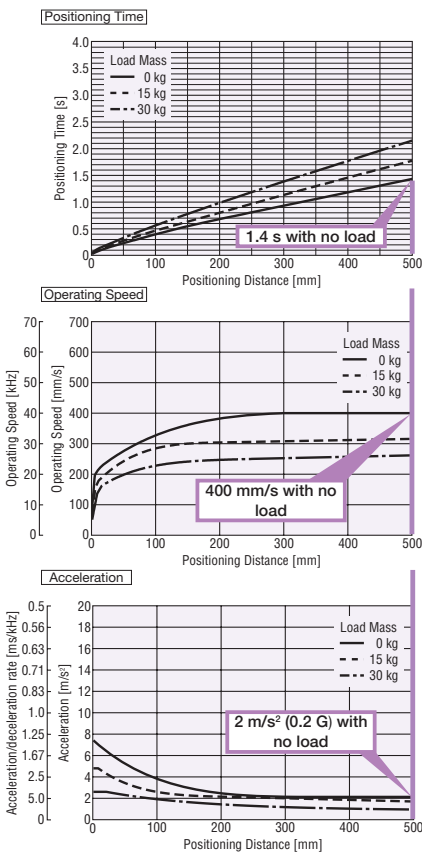 Positioning Time
4.0
3.5
3.0
2.5
2.0
1.5
1.0
0.5
0
Positioning Time [s]
Load Mass
0 kg
15 kg
30 kg
1.4 s with no load
0 100 200 300 400 500
Positioning Distance [mm]
Operating Speed
70
60
50
40
30
20
10
0
Operating Speed [kHz]
700
600
500
400
300
200
100
0
Operating Speed [mm/s]
Load Mass
0 kg
15 kg
30 kg
400 mm/s with no
load
0 100 200 300 400 500
Positioning Distance [mm]
Acceleration
0.5
0.56
0.63
0.71
0.83
1.0
1.25
1.67
2.5
5.0
0
Acceleration/deceleration rate [ms/kHz]
20
18
16
14
12
10
8
6
4
2
0
Acceleration [m/s²]
Load Mass
0 kg
15 kg
30 kg
2 m/s² (0.2 G) with
no load
0 100 200 300 400 500
Positioning Distance [mm]